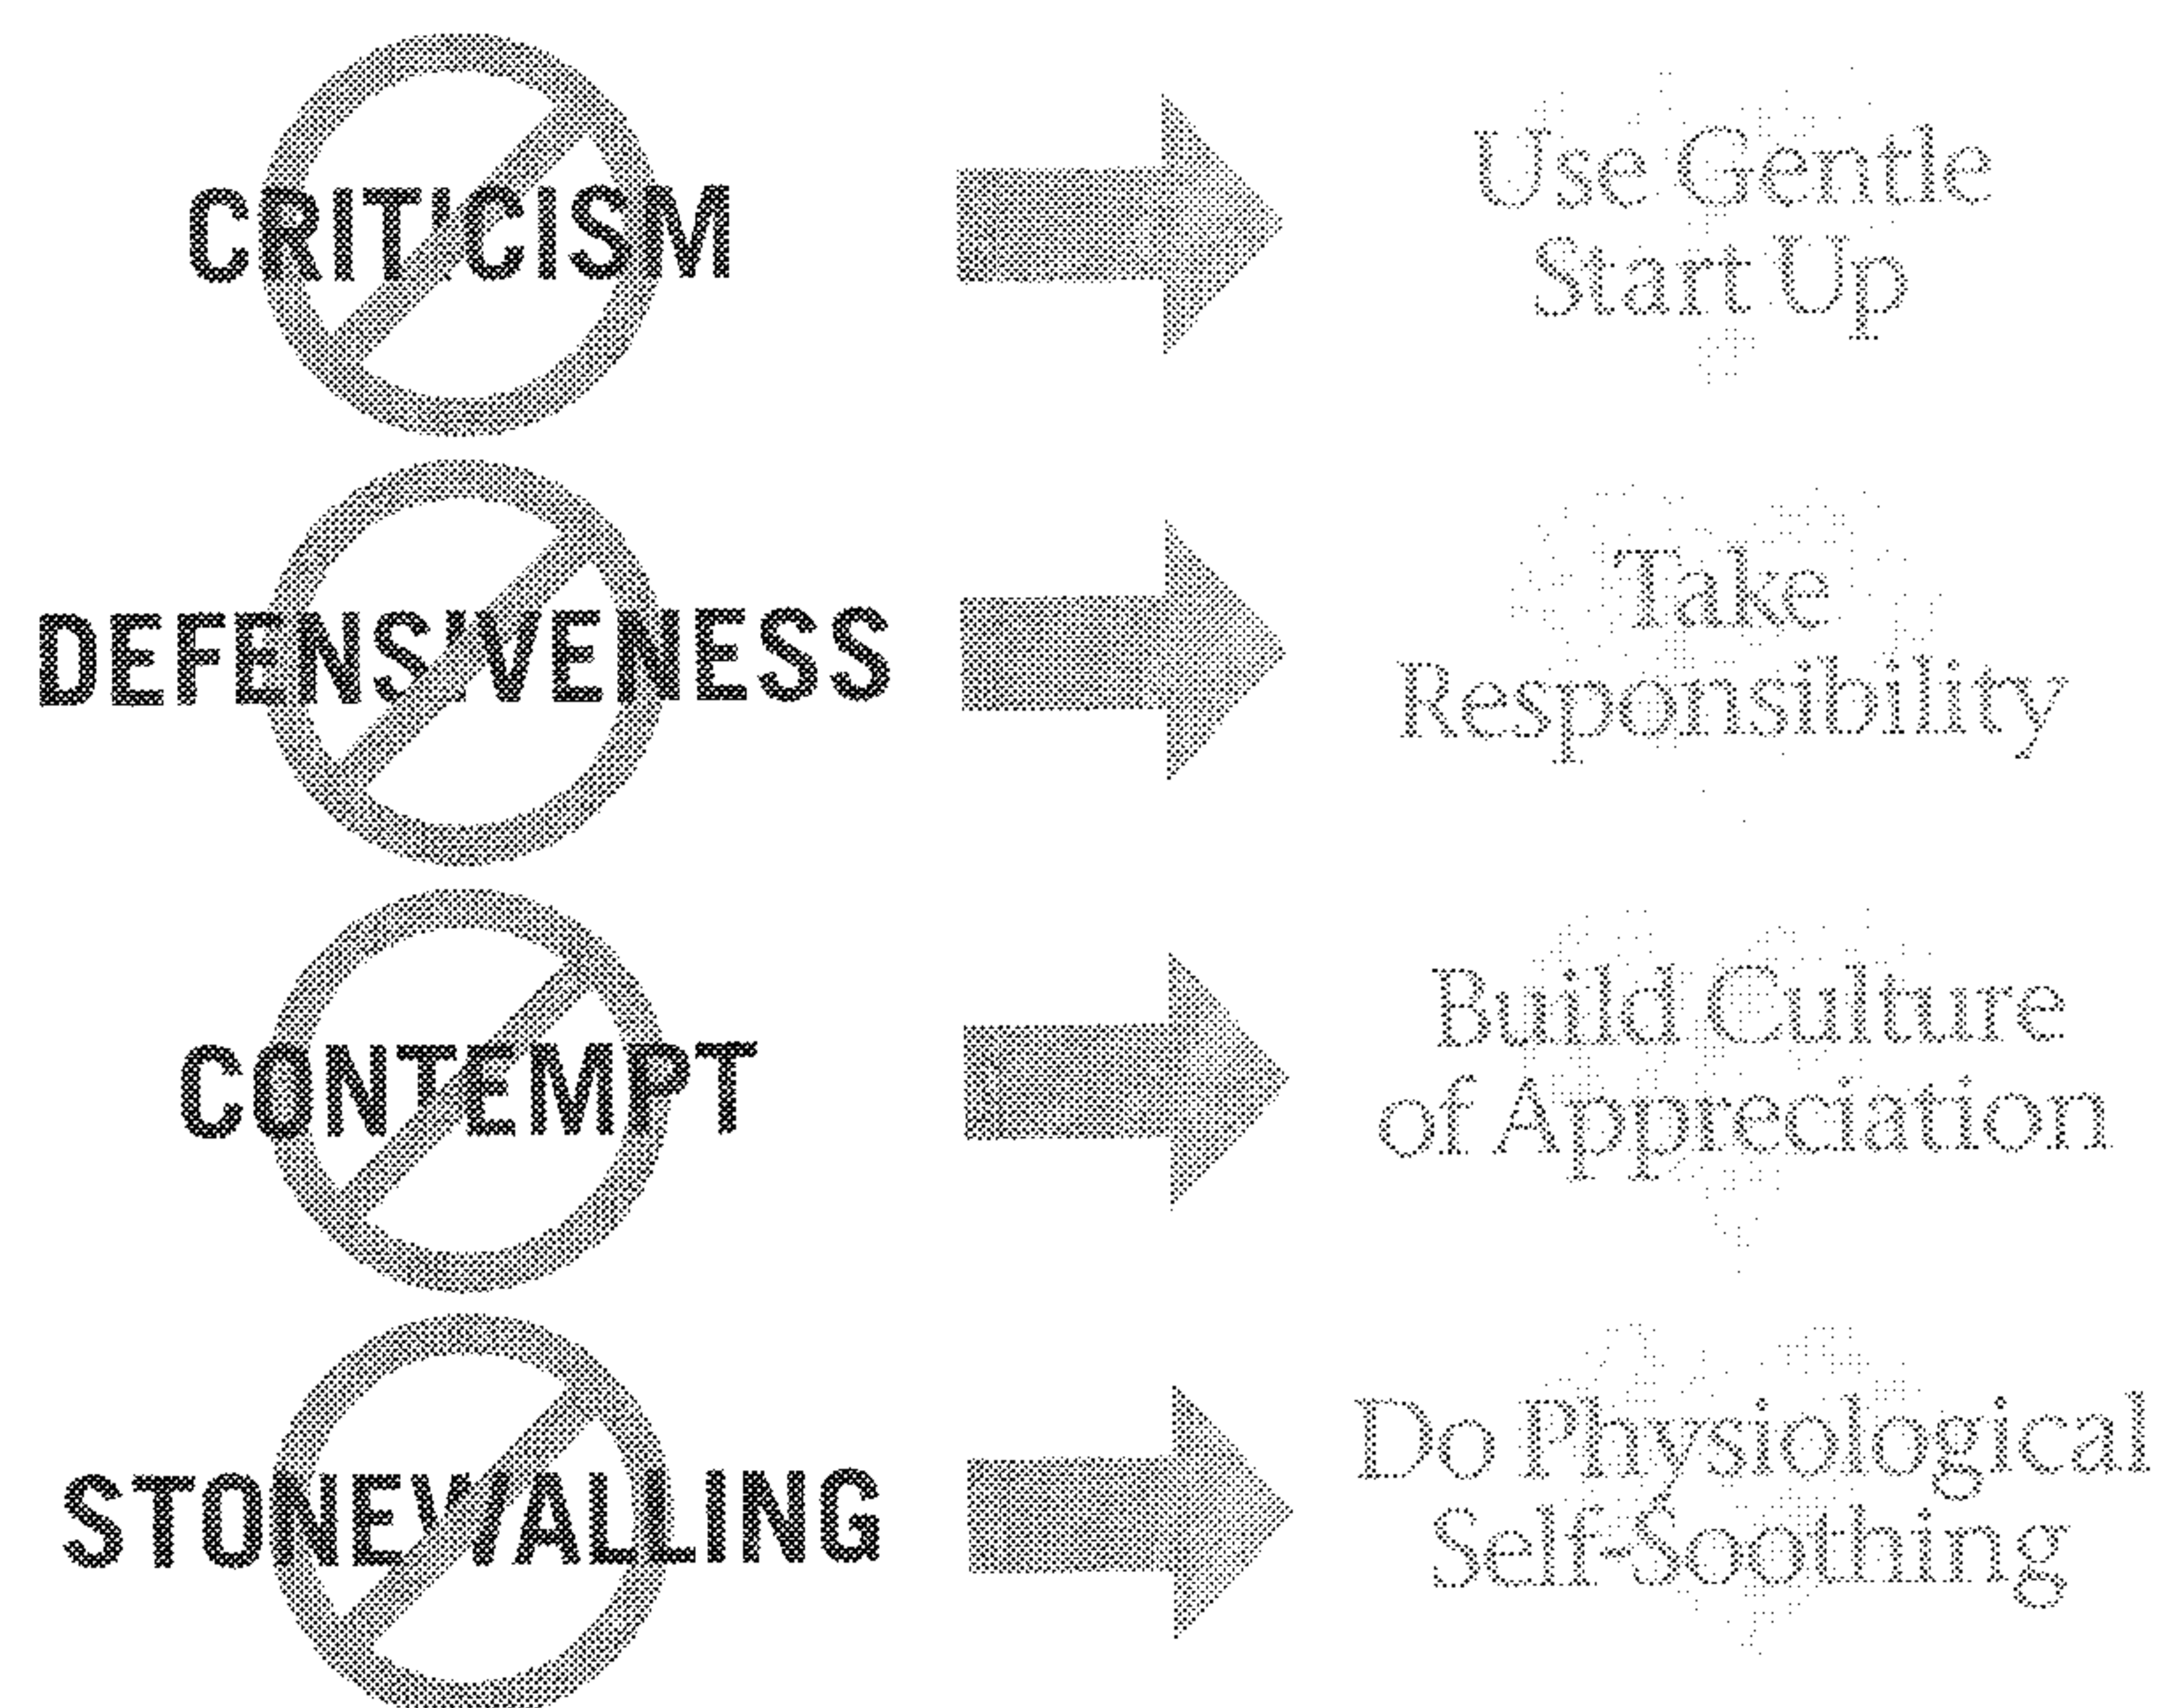 CRITICISM
Use Gentle
Start Up
DEFENSIVENESS
Take
Responsibility
CONTEMPT
Build Culture
of Appreciation
STONEWALLING
Do Physiological
Self-Soothing